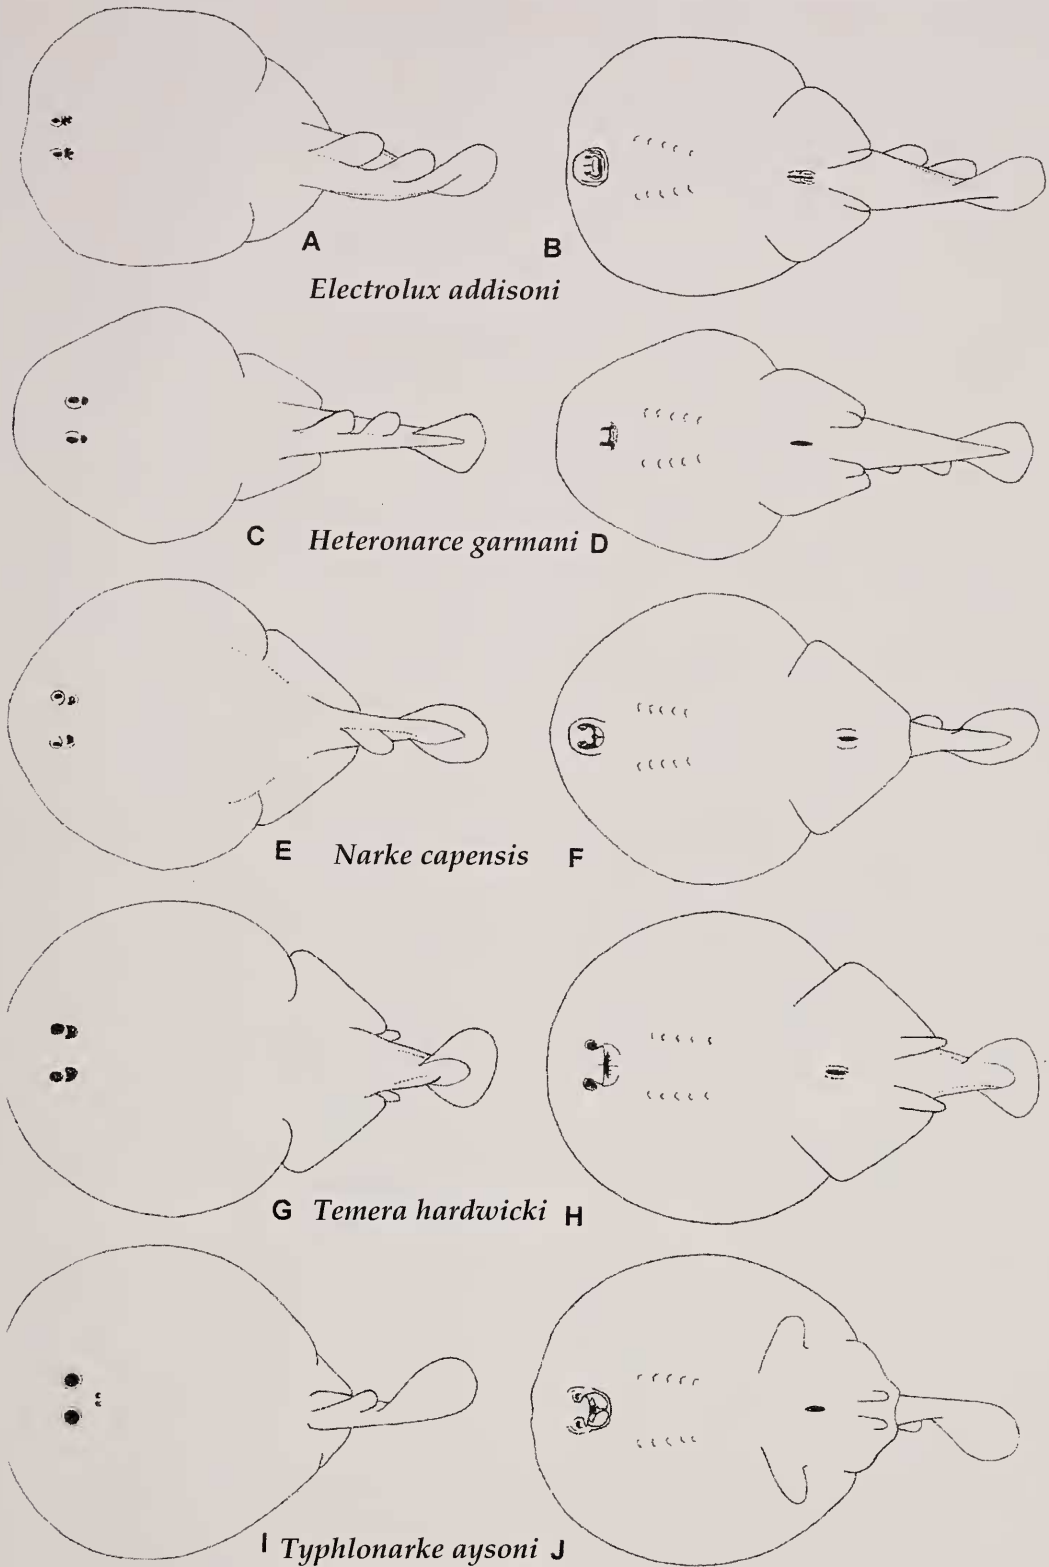 A
B
Electrolux addisoni
C Heteronarce garmani D
E Narke capensis F
G Temera hardwicki H
I Typhlonarke aysoni J